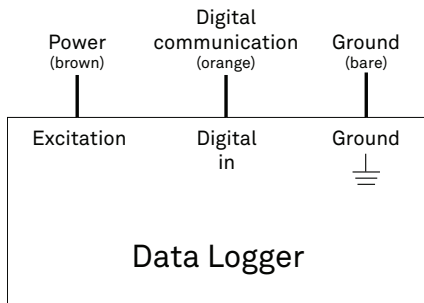 Power
(brown)
Digital
communication
(orange)
Ground
(bare)
Excitation
Digital
in
Ground
Data Logger